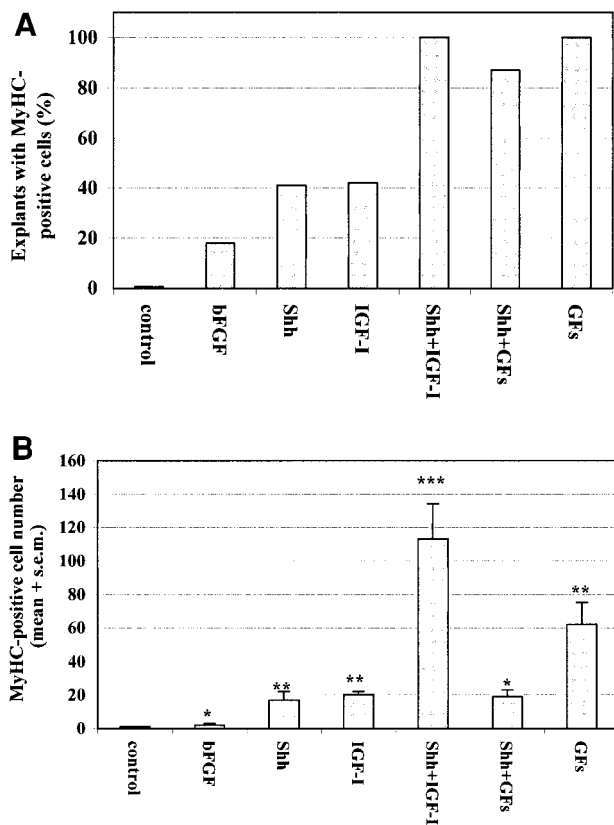 A
Explants with MyHC-
positive cells (%)
100
80
60
40
20
0
control
bFGF
Shh
IGF-I
Shh+IGF-I
Shh+GFs
GFs
B
MyHC-positive cell number
(mean + s.e.m.)
160
140
120
100
80
60
40
20
0
*
**
**
***
*
**
control
bFGF
Shh
IGF-I
Shh+IGF-I
Shh+GFs
GFs